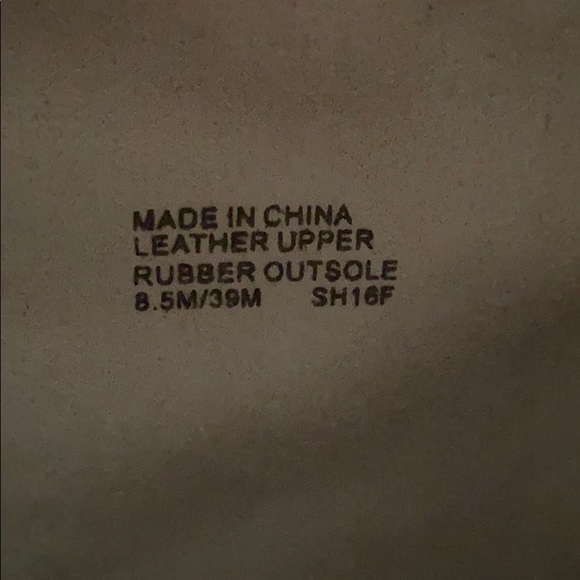 MADE IN CHINA
LEATHER UPPER
RUBBER OUTSOLE
8.5M/39M SH16F